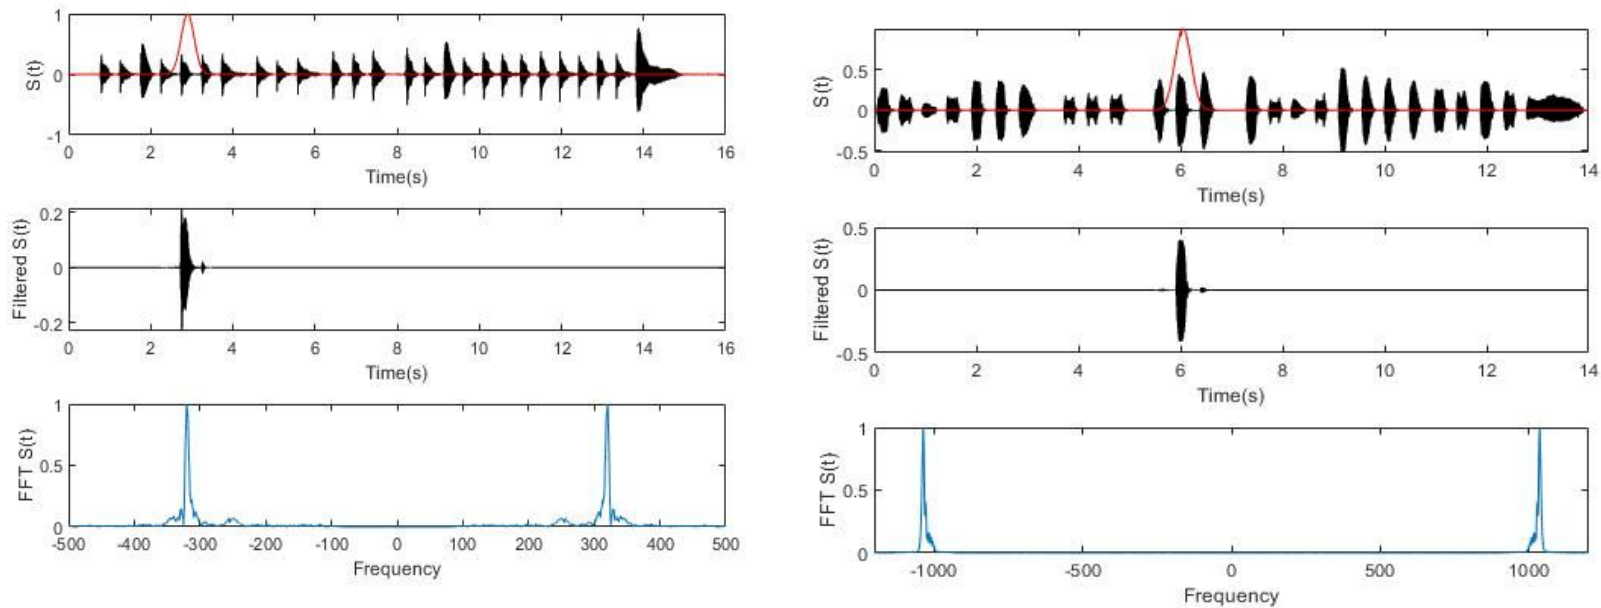 1
0
-1
S(t)
0 2 4 6 8 10 12 14 16
Time(s)
0.2
0
-0.2
Filtered S(t)
0 2 4 6 8 10 12 14 16
Time(s)
1
0.5
0
FFT S(t)
-500 -400 -300 -200 -100 0 100 200 300 400 500
Frequency
0.5
0
-0.5
S(t)
0 2 4 6 8 10 12 14
Time(s)
0.5
0
-0.5
Filtered S(t)
0 2 4 6 8 10 12 14
Time(s)
1
0.5
0
FFT S(t)
-1000 -500 0 500 1000
Frequency